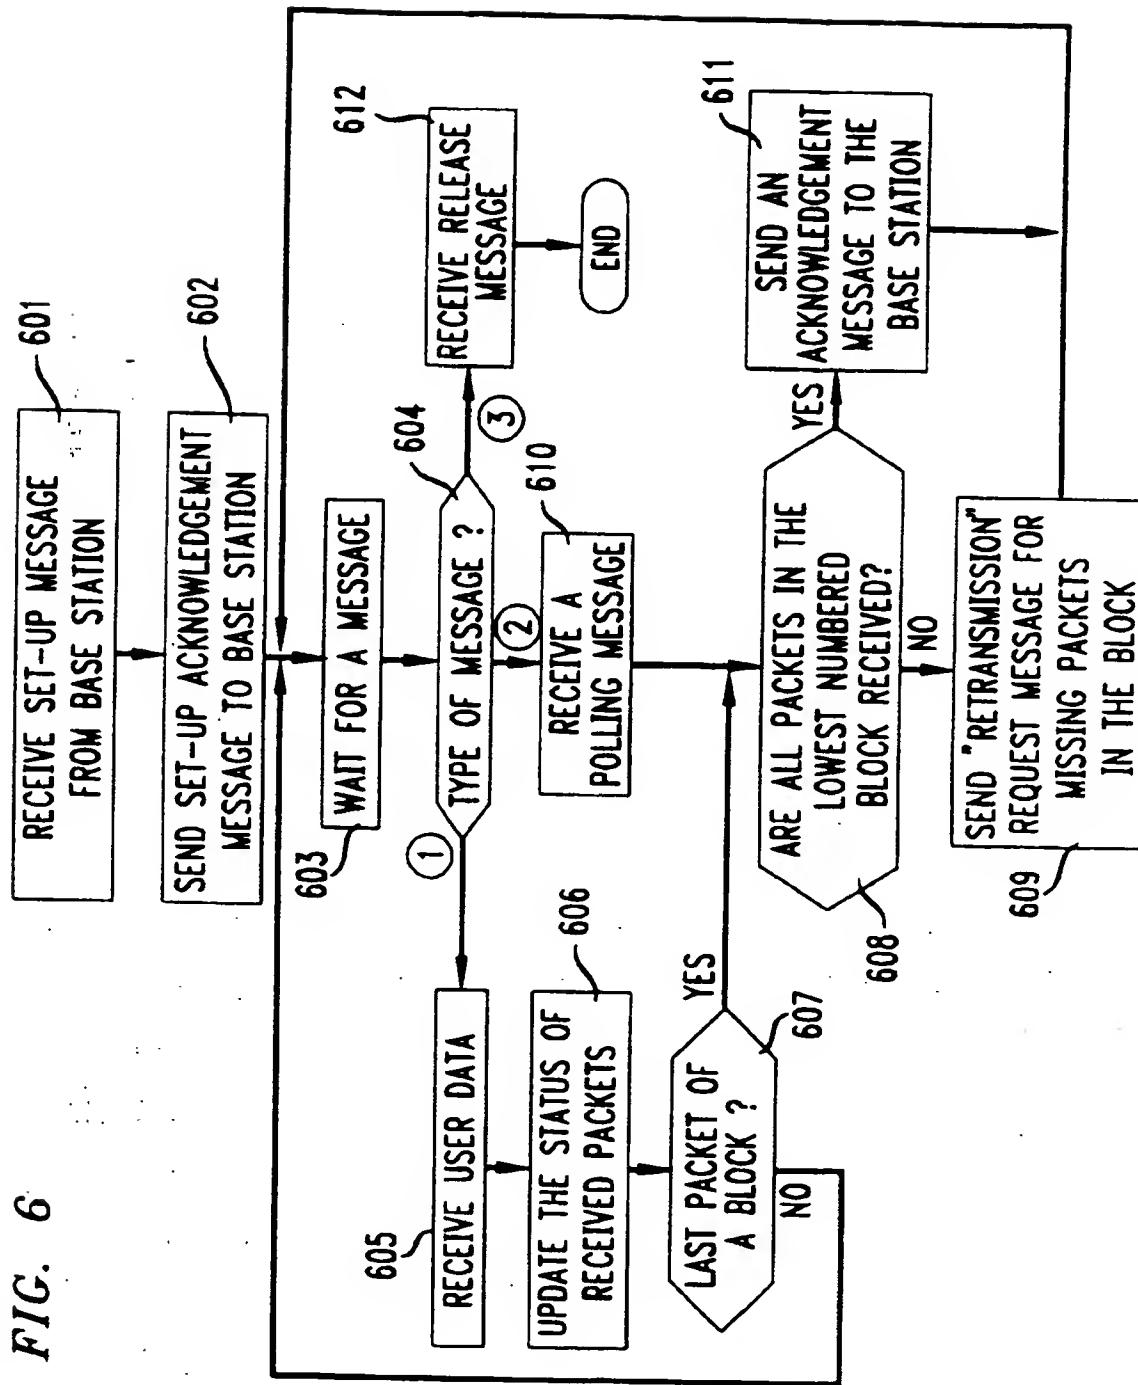 FIG. 6
RECEIVE SET-UP MESSAGE
FROM BASE STATION
601
SEND SET-UP ACKNOWLEDGEMENT
MESSAGE TO BASE STATION
602
WAIT FOR A MESSAGE
603
TYPE OF MESSAGE ?
604
1
2
3
RECEIVE USER DATA
605
UPDATE THE STATUS OF
RECEIVED PACKETS
606
LAST PACKET OF
A BLOCK ?
607
YES
NO
RECEIVE A
POLLING MESSAGE
610
RECEIVE RELEASE
MESSAGE
612
END
ARE ALL PACKETS IN THE
LOWEST NUMBERED
BLOCK RECEIVED?
608
YES
NO
SEND AN
ACKNOWLEDGEMENT
MESSAGE TO THE
BASE STATION
611
SEND "RETRANSMISSION"
REQUEST MESSAGE FOR
MISSING PACKETS
IN THE BLOCK
609